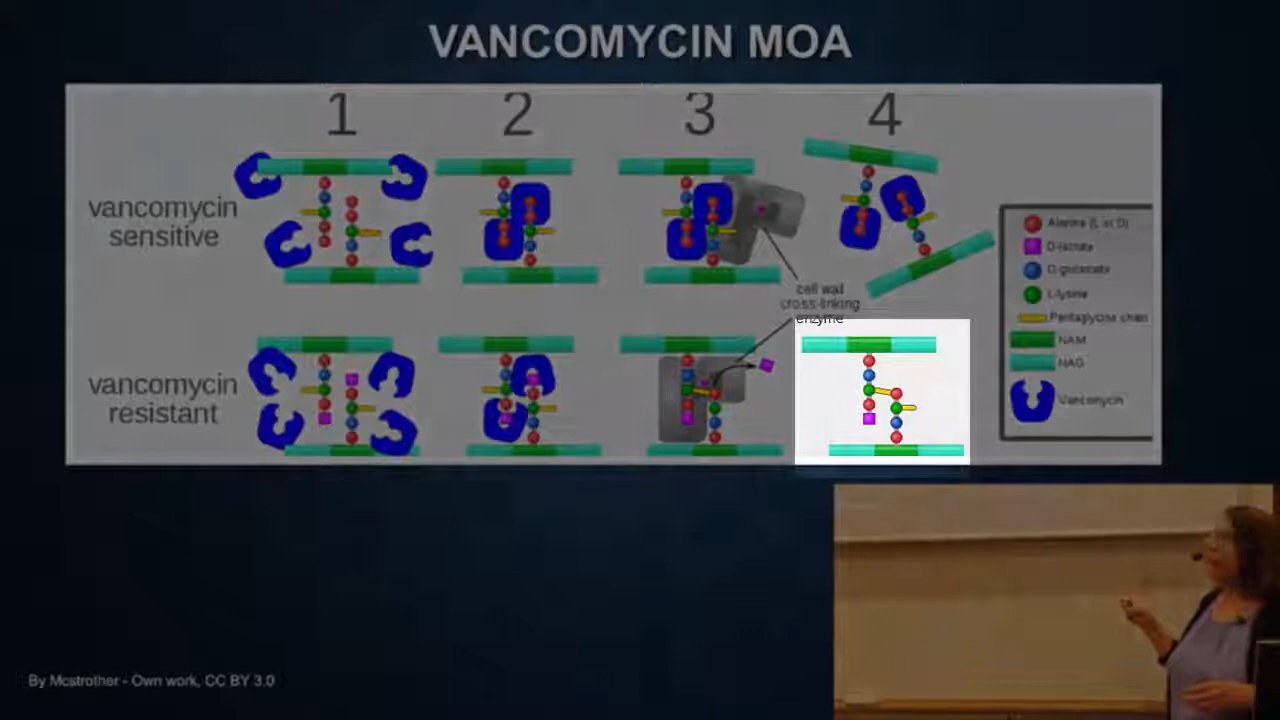 VANCOMYCIN MOA
1 2 3 4
vancomycin
sensitive
cell wall
cross-linking
enzyme
vancomycin
resistant
Alanine (L or D)
D-lactate
D-glutamate
L-lysine
Pentaglycine chain
NAM
NAG
Vancomycin
By Mcstrother - Own work, CC BY 3.0